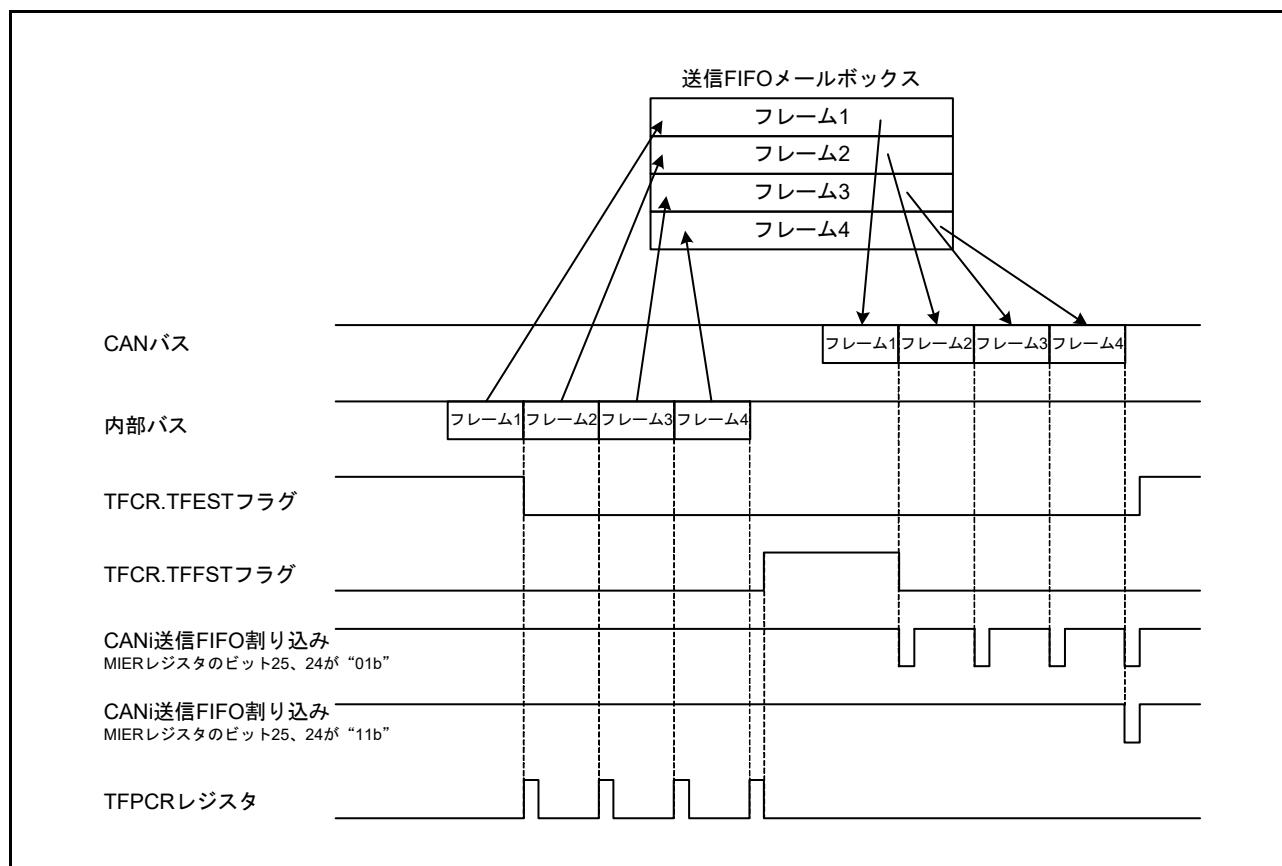 送信FIFOメールボックス
フレーム1
フレーム2
フレーム3
フレーム4
CANバス
フレーム1
フレーム2
フレーム3
フレーム4
内部バス
フレーム1
フレーム2
フレーム3
フレーム4
TFCR.TFESTフラグ
TFCR.TFFSTフラグ
CANi送信FIFO割り込み
MIERレジスタのビット25、24が“01b”
CANi送信FIFO割り込み
MIERレジスタのビット25、24が“11b”
TFPCRレジスタ